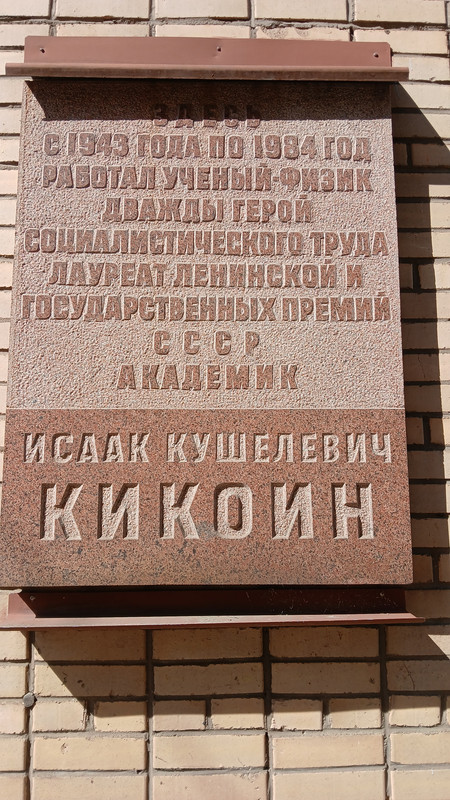 ЗДЕСЬ
С 1943 ГОДА ПО 1984 ГОД
РАБОТАЛ УЧЕНЫЙ-ФИЗИК
ДВАЖДЫ ГЕРОЙ
СОЦИАЛИСТИЧЕСКОГО ТРУДА
ЛАУРЕАТ ЛЕНИНСКОЙ И
ГОСУДАРСТВЕННЫХ ПРЕМИЙ
СССР
АКАДЕМИК
ИСААК КУШЕЛЕВИЧ
КИКОИН